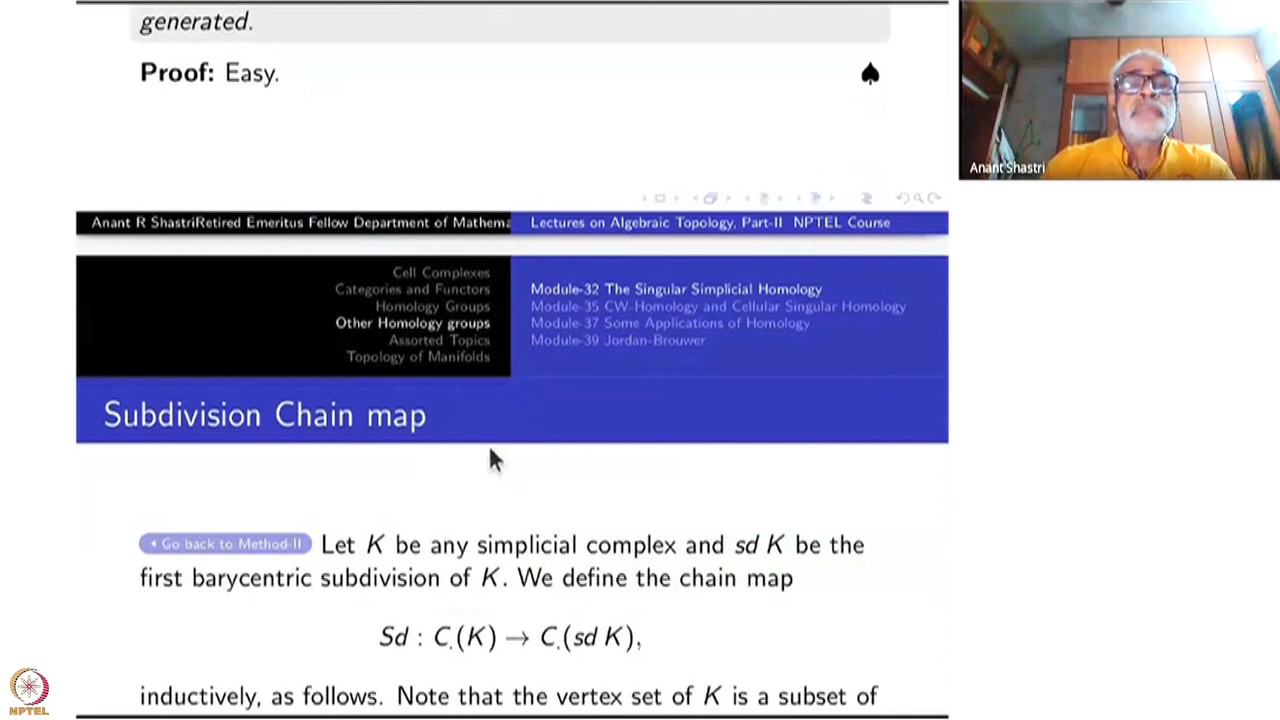 generated.
Proof: Easy.
♠
Anant Shastri
Anant R ShastriRetired Emeritus Fellow Department of Mathema
Lectures on Algebraic Topology, Part-II NPTEL Course
Cell Complexes
Categories and Functors
Homology Groups
Other Homology groups
Assorted Topics
Topology of Manifolds
Module-32 The Singular Simplicial Homology
Module-35 CW-Homology and Cellular Singular Homology
Module-37 Some Applications of Homology
Module-39 Jordan-Brouwer
Subdivision Chain map
Go back to Method-II Let K be any simplicial complex and sd K be the
first barycentric subdivision of K. We define the chain map
Sd : C.(K) → C.(sd K),
inductively, as follows. Note that the vertex set of K is a subset of
NPTEL